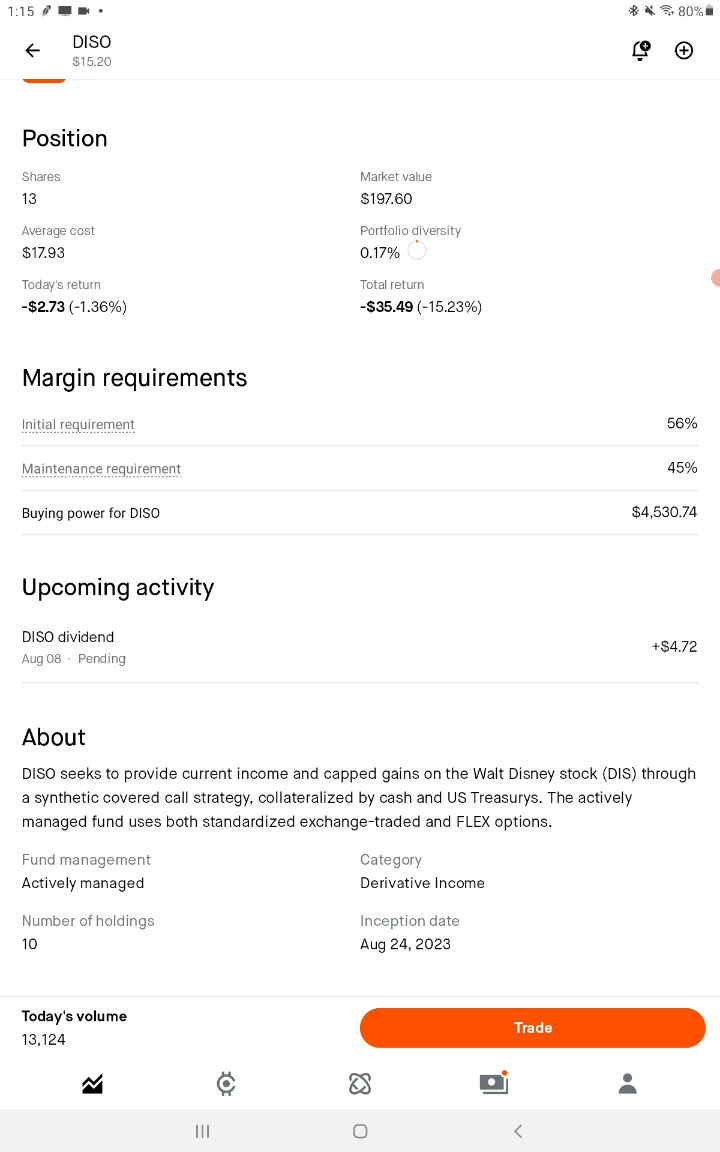 1:15 80%
DISO
$15.20
Position
Shares Market value
13 $197.60
Average cost Portfolio diversity
$17.93 0.17%
Today's return Total return
-$2.73 (-1.36%) -$35.49 (-15.23%)
Margin requirements
Initial requirement 56%
Maintenance requirement 45%
Buying power for DISO $4,530.74
Upcoming activity
DISO dividend
Aug 08 · Pending +$4.72
About
DISO seeks to provide current income and capped gains on the Walt Disney stock (DIS) through
a synthetic covered call strategy, collateralized by cash and US Treasurys. The actively
managed fund uses both standardized exchange-traded and FLEX options.
Fund management Category
Actively managed Derivative Income
Number of holdings Inception date
10 Aug 24, 2023
Today's volume
13,124
Trade